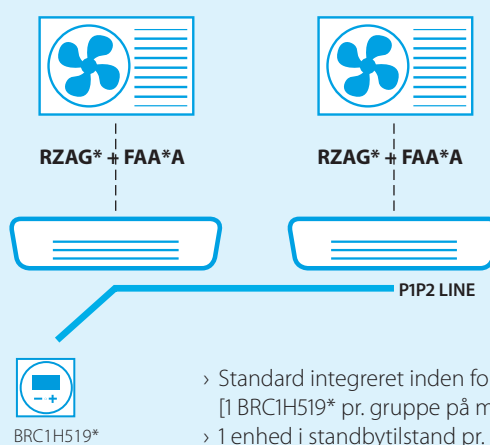 RZAG* + FAA*A RZAG* + FAA*A
P1P2 LINE
BRC1H519*
› Standard integreret inden fo
[1 BRC1H519* pr. gruppe på m
› 1 enhed i standbytilstand pr.